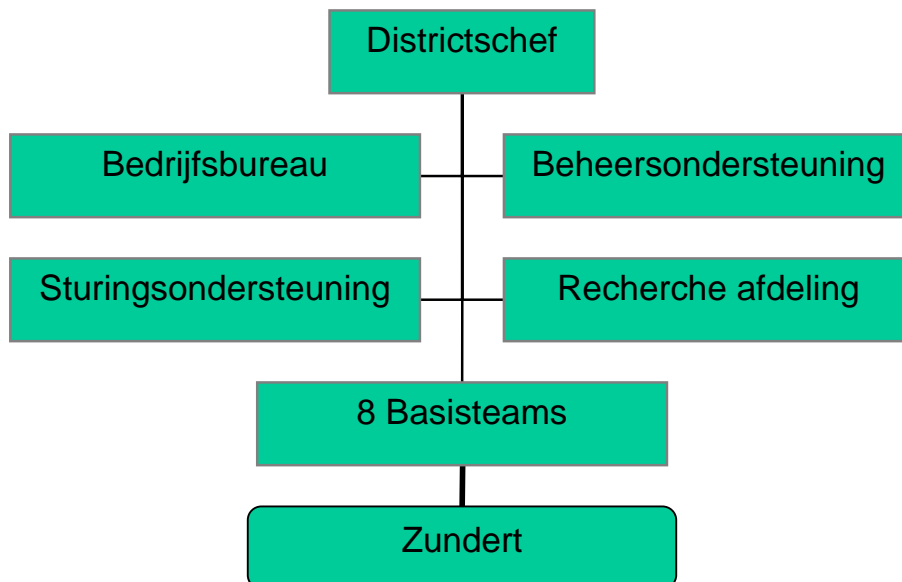 Districtschef
Bedrijfsbureau
Beheersondersteuning
Sturingsondersteuning
Recherche afdeling
8 Basisteams
Zundert